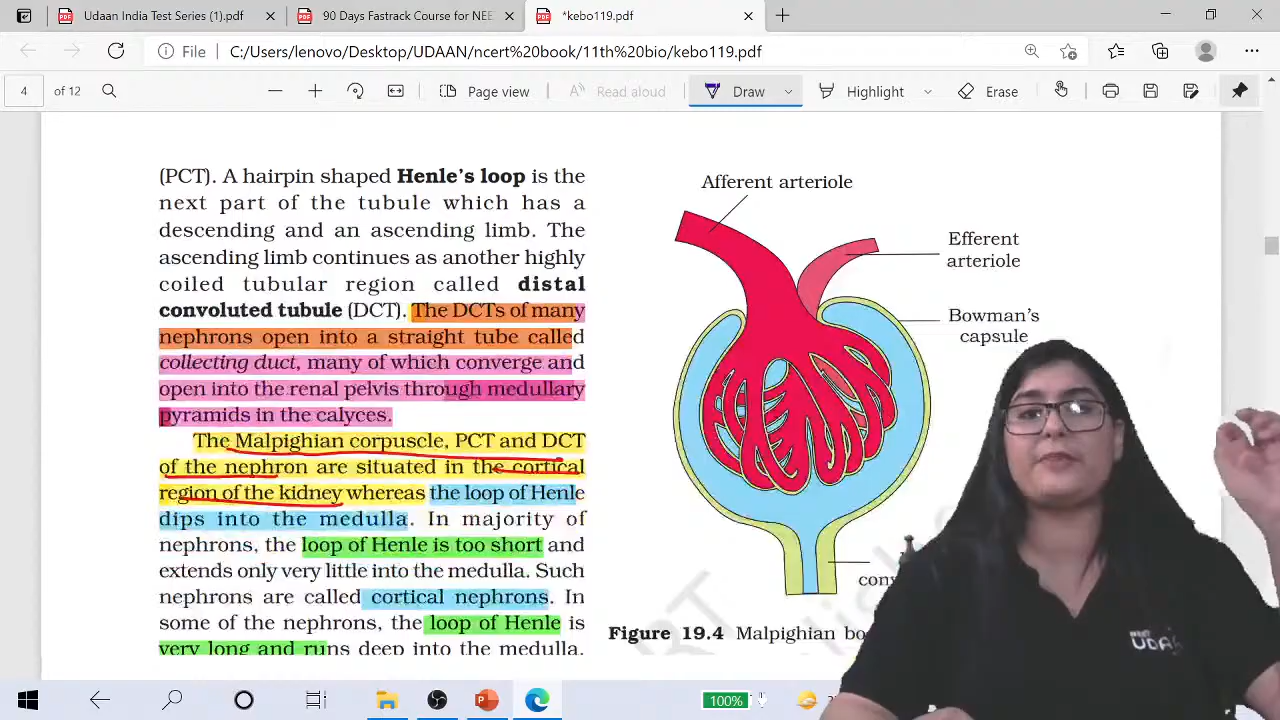 Udaan India Test Series (1).pdf
90 Days Fastrack Course for NEE
*kebo119.pdf
File
C:/Users/lenovo/Desktop/UDAAN/ncert%20book/11th%20bio/kebo119.pdf
4 of 12
Page view
Read aloud
Draw
Highlight
Erase
(PCT). A hairpin shaped Henle's loop is the
next part of the tubule which has a
descending and an ascending limb. The
ascending limb continues as another highly
coiled tubular region called distal
convoluted tubule (DCT). The DCTs of many
nephrons open into a straight tube called
collecting duct, many of which converge and
open into the renal pelvis through medullary
pyramids in the calyces.
The Malpighian corpuscle, PCT and DCT
of the nephron are situated in the cortical
region of the kidney whereas the loop of Henle
dips into the medulla. In majority of
nephrons, the loop of Henle is too short and
extends only very little into the medulla. Such
nephrons are called cortical nephrons. In
some of the nephrons, the loop of Henle is
very long and runs deep into the medulla.
Afferent arteriole
Efferent
arteriole
Bowman's
capsule
Figure 19.4 Malpighian
100%
UDA